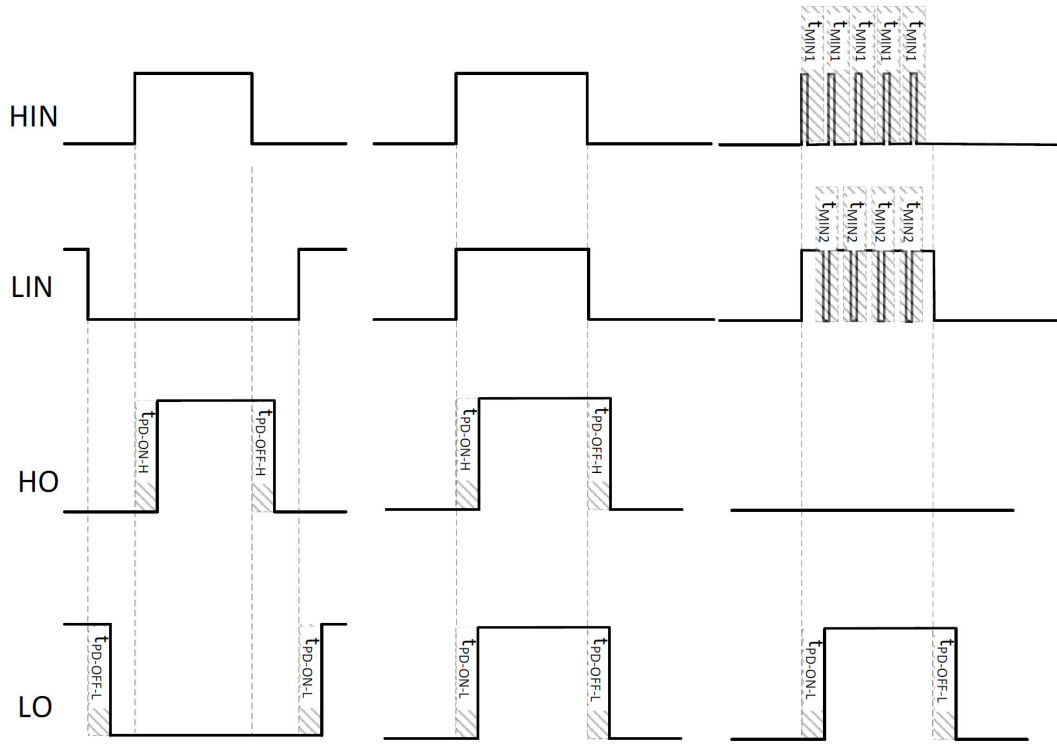 tMIN1 tMIN1 tMIN1 tMIN1 tMIN1
HIN
tMIN2 tMIN2 tMIN2 tMIN2
LIN
tPD-ON-H tPD-OFF-H tPD-ON-H tPD-OFF-H
HO
tPD-OFF-L tPD-ON-L tPD-ON-L tPD-OFF-L tPD-ON-L tPD-OFF-L
LO